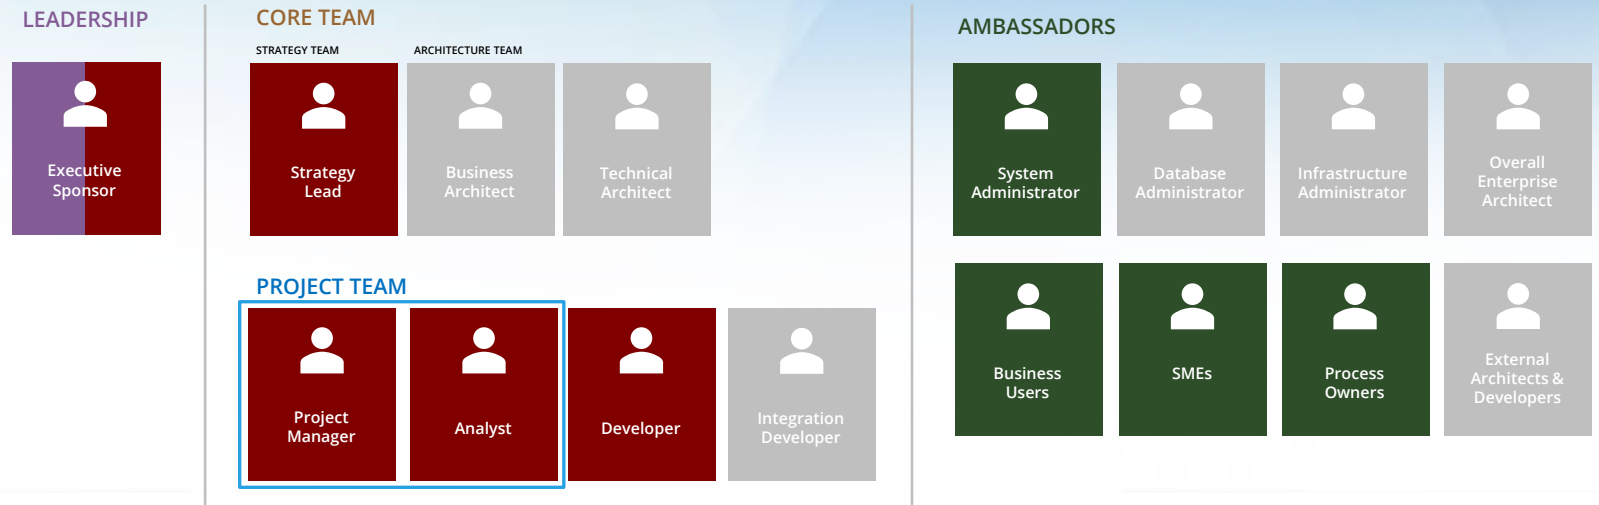 LEADERSHIP
Executive
Sponsor
CORE TEAM
STRATEGY TEAM
ARCHITECTURE TEAM
Strategy
Lead
Business
Architect
Technical
Architect
PROJECT TEAM
Project
Manager
Analyst
Developer
Integration
Developer
AMBASSADORS
System
Administrator
Database
Administrator
Infrastructure
Administrator
Overall
Enterprise
Architect
Business
Users
SMEs
Process
Owners
External
Architects &
Developers